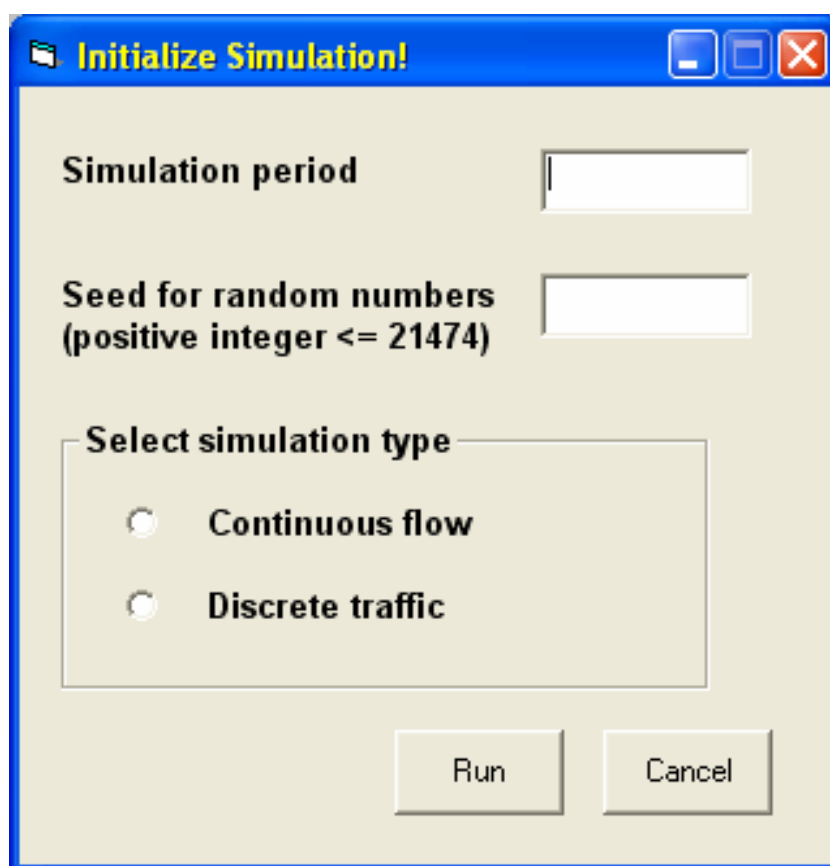 Initialize Simulation!
Simulation period
Seed for random numbers
(positive integer <= 21474)
Select simulation type
Continuous flow
Discrete traffic
Run Cancel